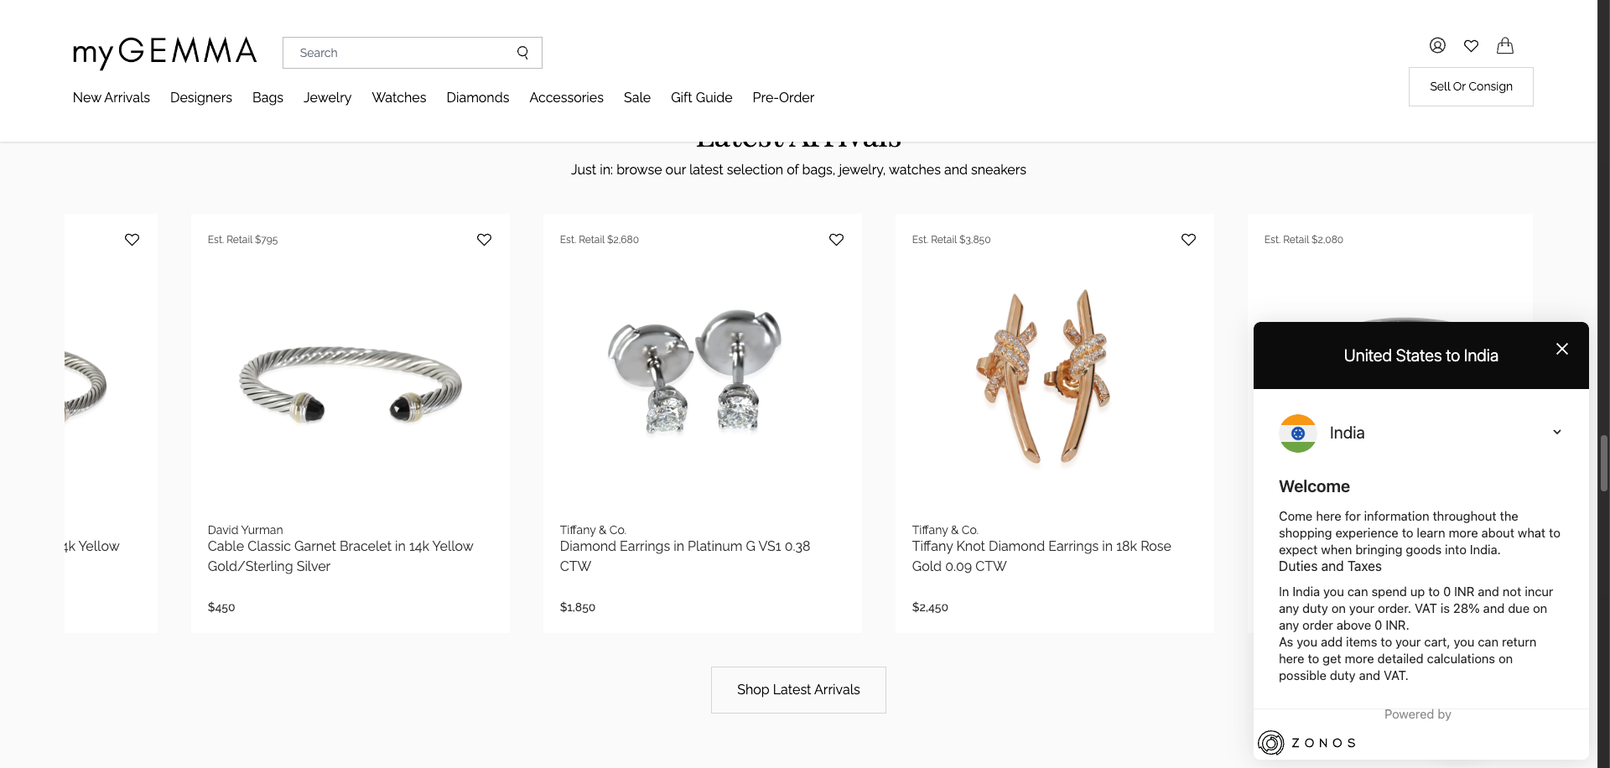 myGEMMA
Search
Sell Or Consign
New Arrivals Designers Bags Jewelry Watches Diamonds Accessories Sale Gift Guide Pre-Order
Latest Arrivals
Just in: browse our latest selection of bags, jewelry, watches and sneakers
4k Yellow
Est. Retail $795
David Yurman
Cable Classic Garnet Bracelet in 14k Yellow
Gold/Sterling Silver
$450
Est. Retail $2,680
Tiffany & Co.
Diamond Earrings in Platinum G VS1 0.38
CTW
$1,850
Est. Retail $3,850
Tiffany & Co.
Tiffany Knot Diamond Earrings in 18k Rose
Gold 0.09 CTW
$2,450
Est. Retail $2,080
Shop Latest Arrivals
United States to India
India
Welcome
Come here for information throughout the
shopping experience to learn more about what to
expect when bringing goods into India.
Duties and Taxes
In India you can spend up to 0 INR and not incur
any duty on your order. VAT is 28% and due on
any order above 0 INR.
As you add items to your cart, you can return
here to get more detailed calculations on
possible duty and VAT.
Powered by
ZONOS